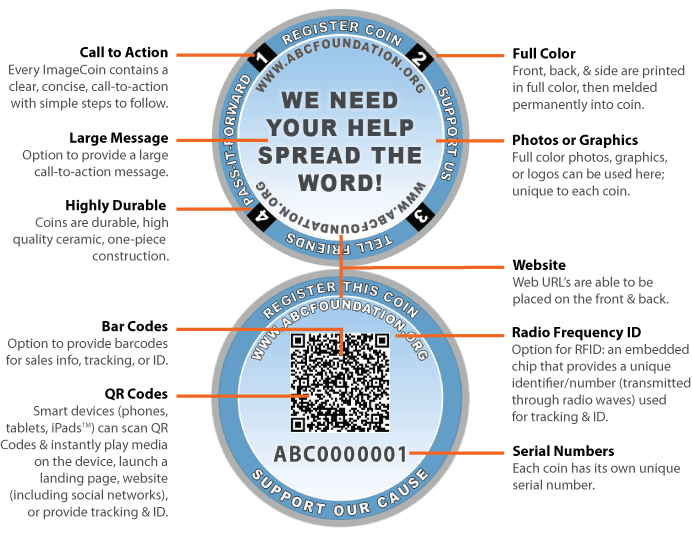 Call to Action
Every ImageCoin contains a
clear, concise, call-to-action
with simple steps to follow.
Large Message
Option to provide a large
call-to-action message.
Highly Durable
Coins are durable, high
quality ceramic, one-piece
construction.
Bar Codes
Option to provide barcodes
for sales info, tracking, or ID.
QR Codes
Smart devices (phones,
tablets, iPads™) can scan QR
Codes & instantly play media
on the device, launch a
landing page, website
(including social networks),
or provide tracking & ID.
1
REGISTER COIN
2
SUPPORT US
3
TELL FRIENDS
4
PASS-IT-FORWARD
WWW.ABCFOUNDATION.ORG
WE NEED
YOUR HELP
SPREAD THE
WORD!
WWW.ABCFOUNDATION.ORG
REGISTER THIS COIN
WWW.ABCFOUNDATION.ORG
ABC0000001
SUPPORT OUR CAUSE
Full Color
Front, back, & side are printed
in full color, then melded
permanently into coin.
Photos or Graphics
Full color photos, graphics,
or logos can be used here;
unique to each coin.
Website
Web URL's are able to be
placed on the front & back.
Radio Frequency ID
Option for RFID: an embedded
chip that provides a unique
identifier/number (transmitted
through radio waves) used
for tracking & ID.
Serial Numbers
Each coin has its own unique
serial number.